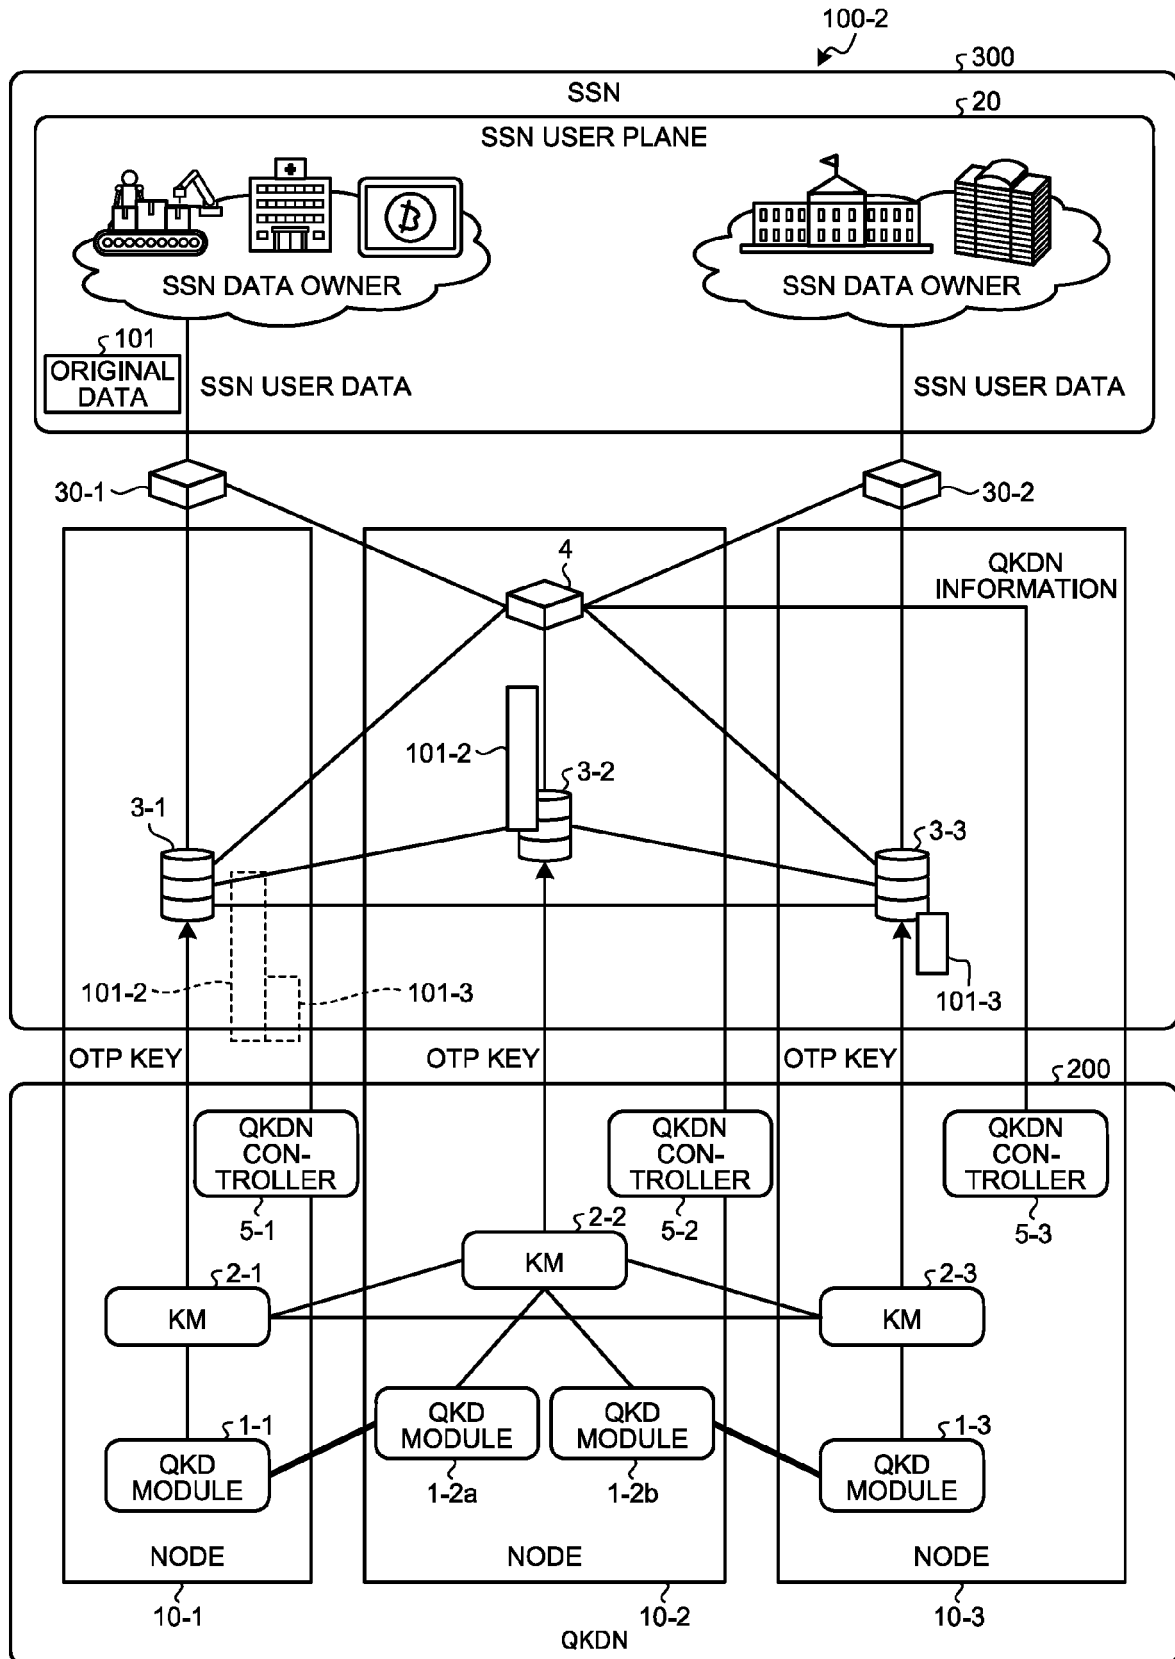 100-2
300
SSN
20
SSN USER PLANE
SSN DATA OWNER
SSN DATA OWNER
101
ORIGINAL
DATA
SSN USER DATA
SSN USER DATA
30-1
30-2
4
QKDN
INFORMATION
101-2
3-2
3-1
3-3
101-2
101-3
101-3
OTP KEY
OTP KEY
OTP KEY
200
QKDN
CON-
TROLLER
QKDN
CON-
TROLLER
QKDN
CON-
TROLLER
5-1
5-2
5-3
2-2
KM
2-1
2-3
KM
KM
1-1
QKD
MODULE
QKD
MODULE
1-3
QKD
MODULE
QKD
MODULE
1-2a
1-2b
NODE
NODE
NODE
10-1
10-2
10-3
QKDN